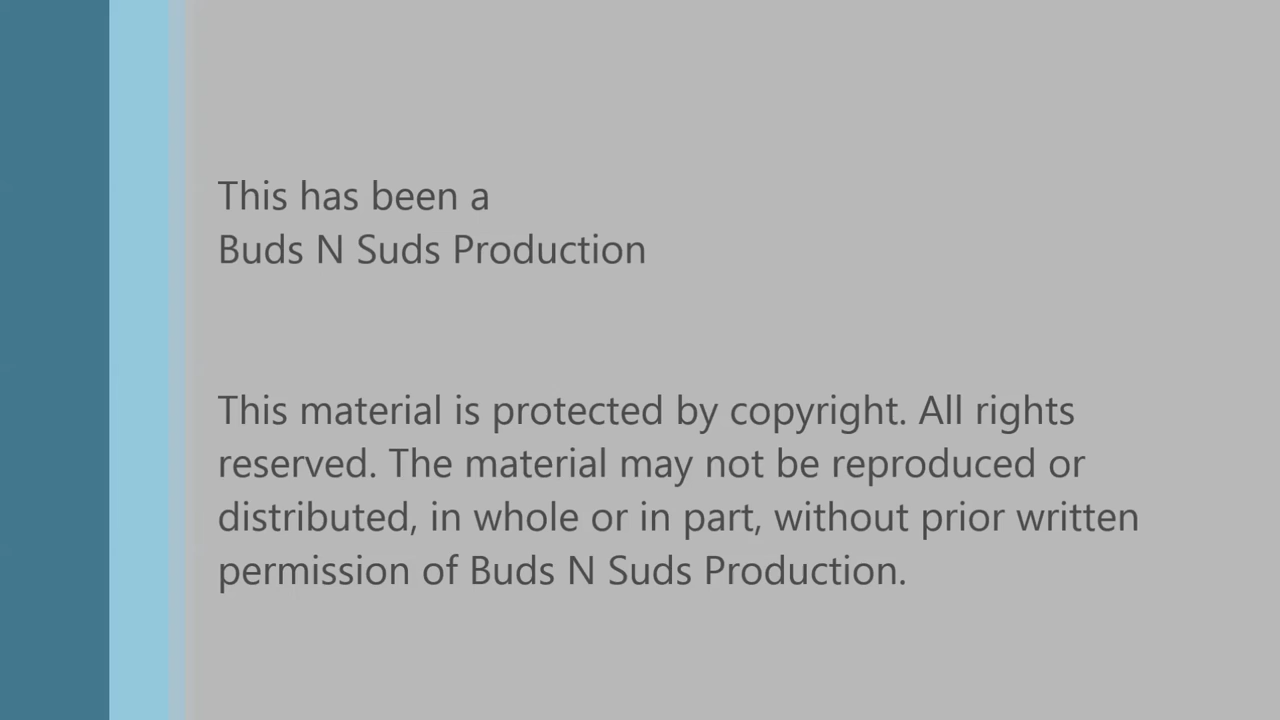 This has been a
Buds N Suds Production
This material is protected by copyright. All rights
reserved. The material may not be reproduced or
distributed, in whole or in part, without prior written
permission of Buds N Suds Production.